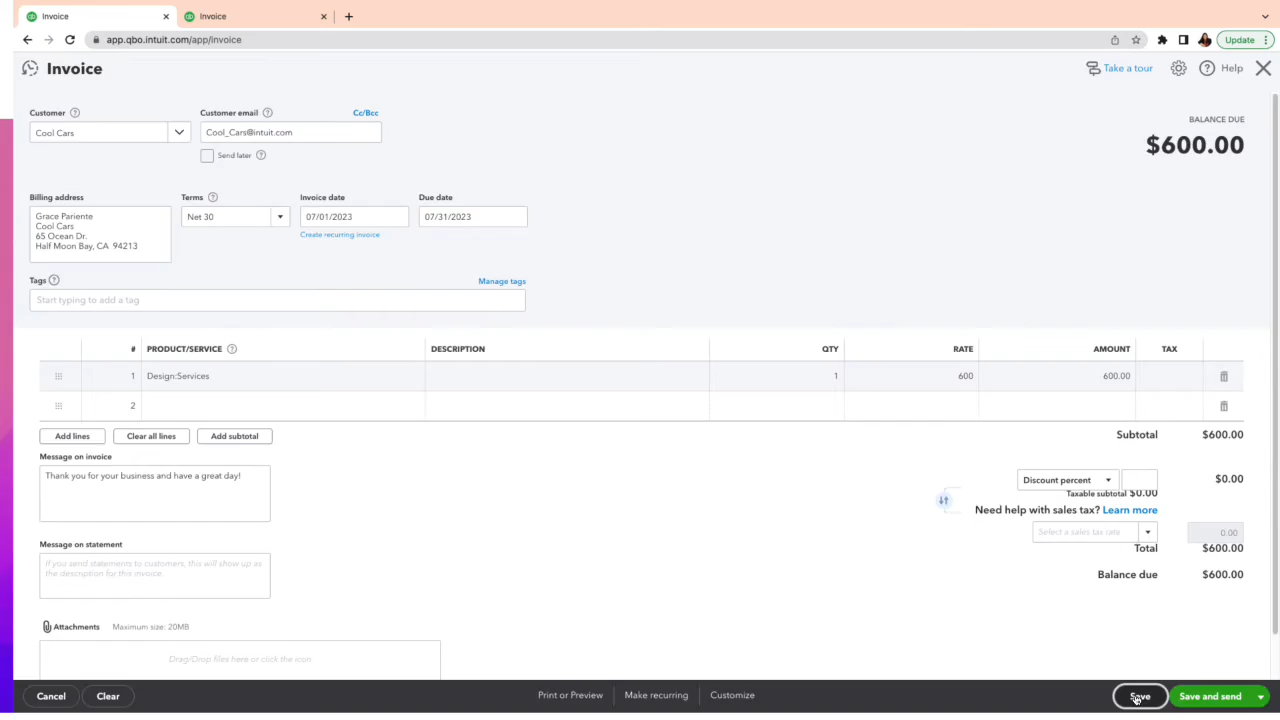 Invoice
Invoice
app.qbo.intuit.com/app/invoice
Update
Invoice
Take a tour
Help
Customer
Customer email
Cc/Bcc
BALANCE DUE
Cool Cars
Cool_Cars@intuit.com
$600.00
Send later
Billing address
Terms
Invoice date
Due date
Grace Pariente
Cool Cars
65 Ocean Dr.
Half Moon Bay, CA 94213
Net 30
07/01/2023
07/31/2023
Create recurring invoice
Tags
Manage tags
Start typing to add a tag
# PRODUCT/SERVICE DESCRIPTION QTY RATE AMOUNT TAX
1 Design:Services 1 600 600.00
2
Add lines
Clear all lines
Add subtotal
Subtotal $600.00
Message on invoice
Thank you for your business and have a great day!
Discount percent
$0.00
Taxable subtotal $0.00
Need help with sales tax? Learn more
Select a sales tax rate
0.00
Total $600.00
Message on statement
If you send statements to customers, this will show up as
the description for this invoice.
Balance due $600.00
Attachments Maximum size: 20MB
Drag/Drop files here or click the icon
Cancel
Clear
Print or Preview
Make recurring
Customize
Save
Save and send